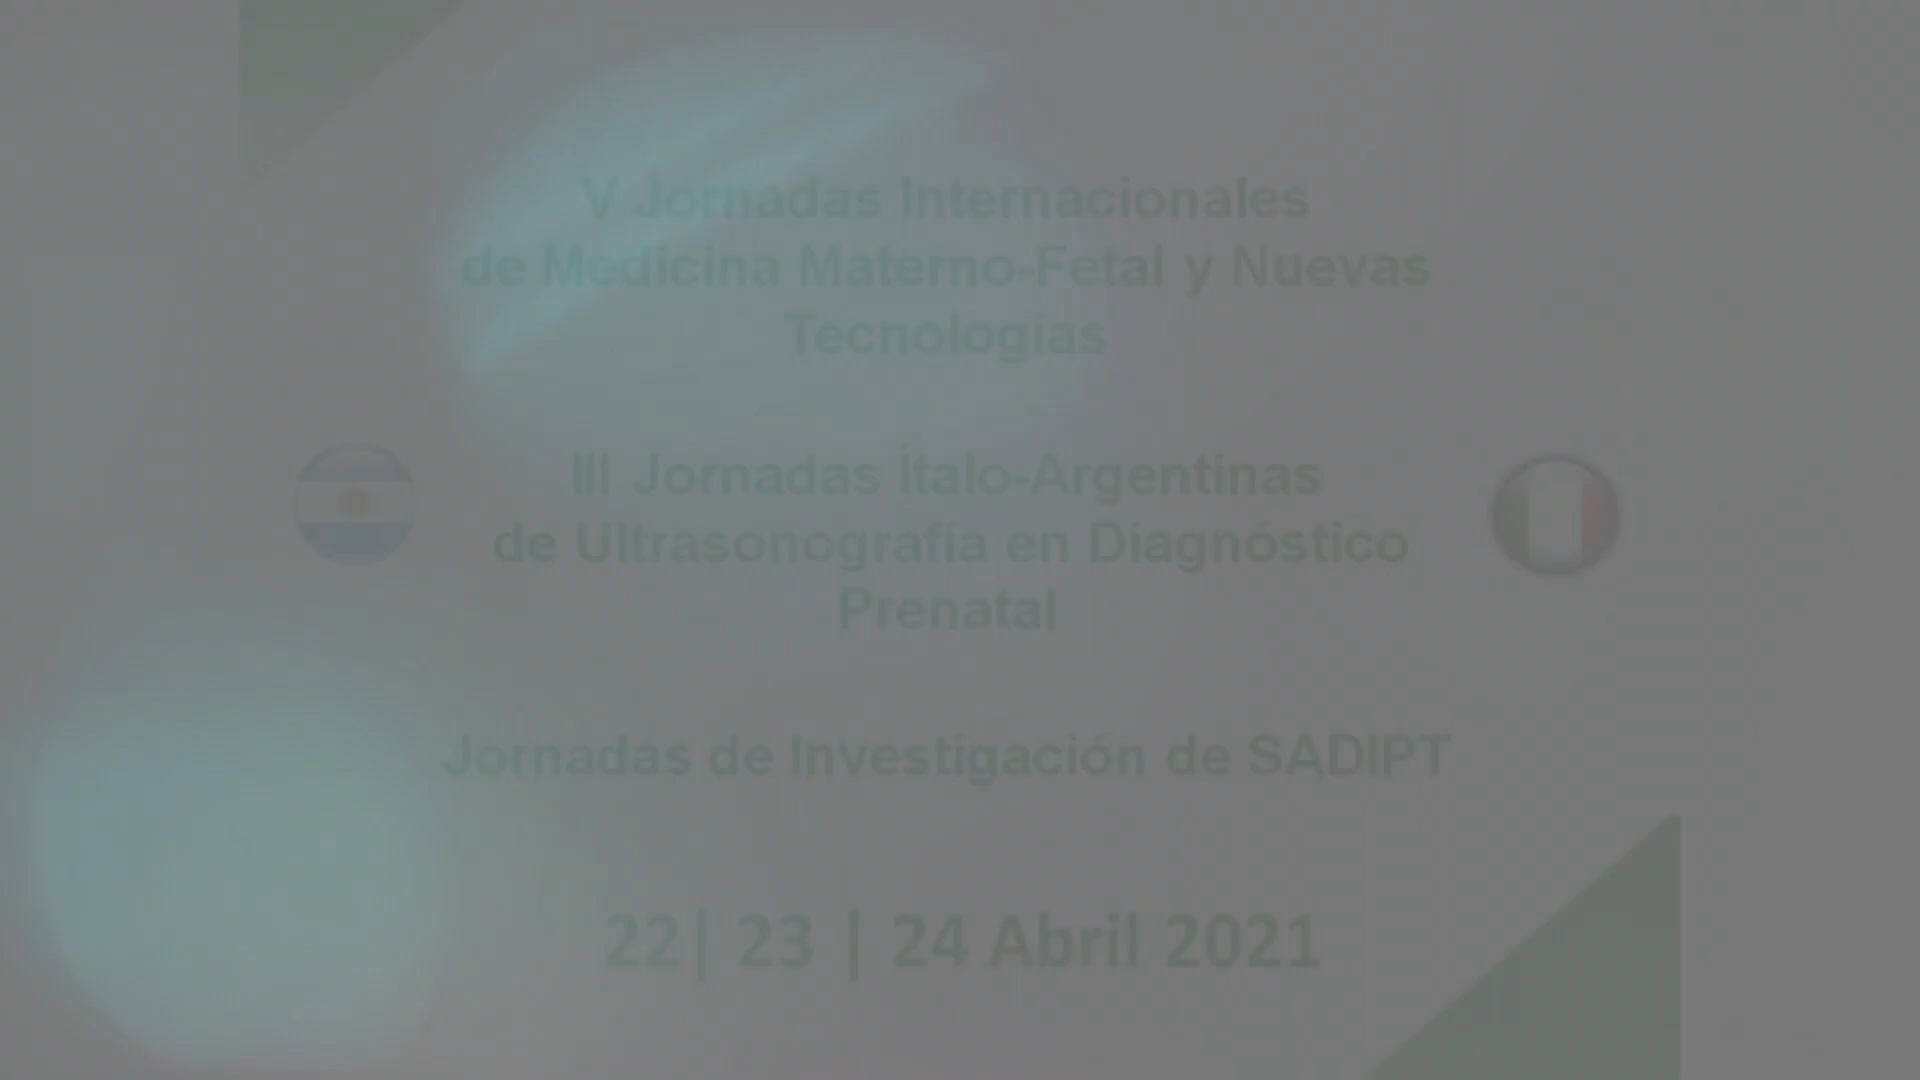 V Jornadas Internacionales
de Medicina Materno-Fetal y Nuevas
Tecnologías
III Jornadas Ítalo-Argentinas
de Ultrasonografía en Diagnóstico
Prenatal
Jornadas de Investigación de SADIPT
22| 23 | 24 Abril 2021